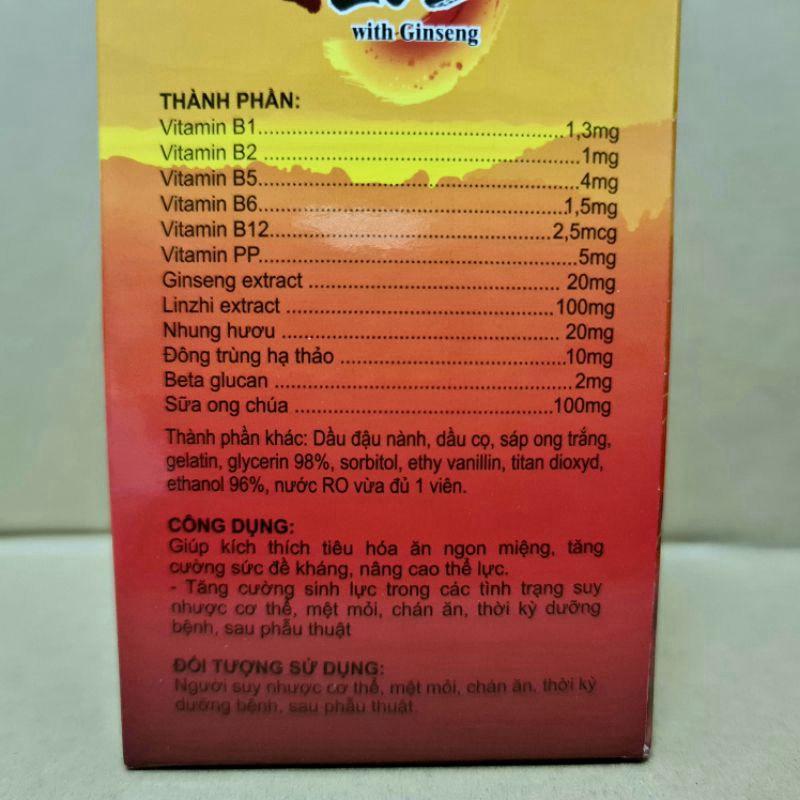 with Ginseng
THÀNH PHẦN:
Vitamin B1..............................................1,3mg
Vitamin B2 ..............................................1mg
Vitamin B5..............................................4mg
Vitamin B6..............................................1,5mg
Vitamin B12............................................2,5mcg
Vitamin PP..............................................5mg
Ginseng extract ...................................... 20mg
Linzhi extract ..........................................100mg
Nhung hươu ........................................... 20mg
Đông trùng hạ thảo ..................................10mg
Beta glucan ..............................................2mg
Sữa ong chúa ..........................................100mg
Thành phần khác: Dầu đậu nành, dầu cọ, sáp ong trắng,
gelatin, glycerin 98%, sorbitol, ethy vanillin, titan dioxyd,
ethanol 96%, nước RO vừa đủ 1 viên.
CÔNG DỤNG:
Giúp kích thích tiêu hóa ăn ngon miệng, tăng
cường sức đề kháng, nâng cao thể lực.
- Tăng cường sinh lực trong các tình trạng suy
nhược cơ thể, mệt mỏi, chán ăn, thời kỳ dưỡng
bệnh, sau phẫu thuật
ĐỐI TƯỢNG SỬ DỤNG:
Người suy nhược cơ thể, mệt mỏi, chán ăn, thời kỳ
dưỡng bệnh, sau phẫu thuật.